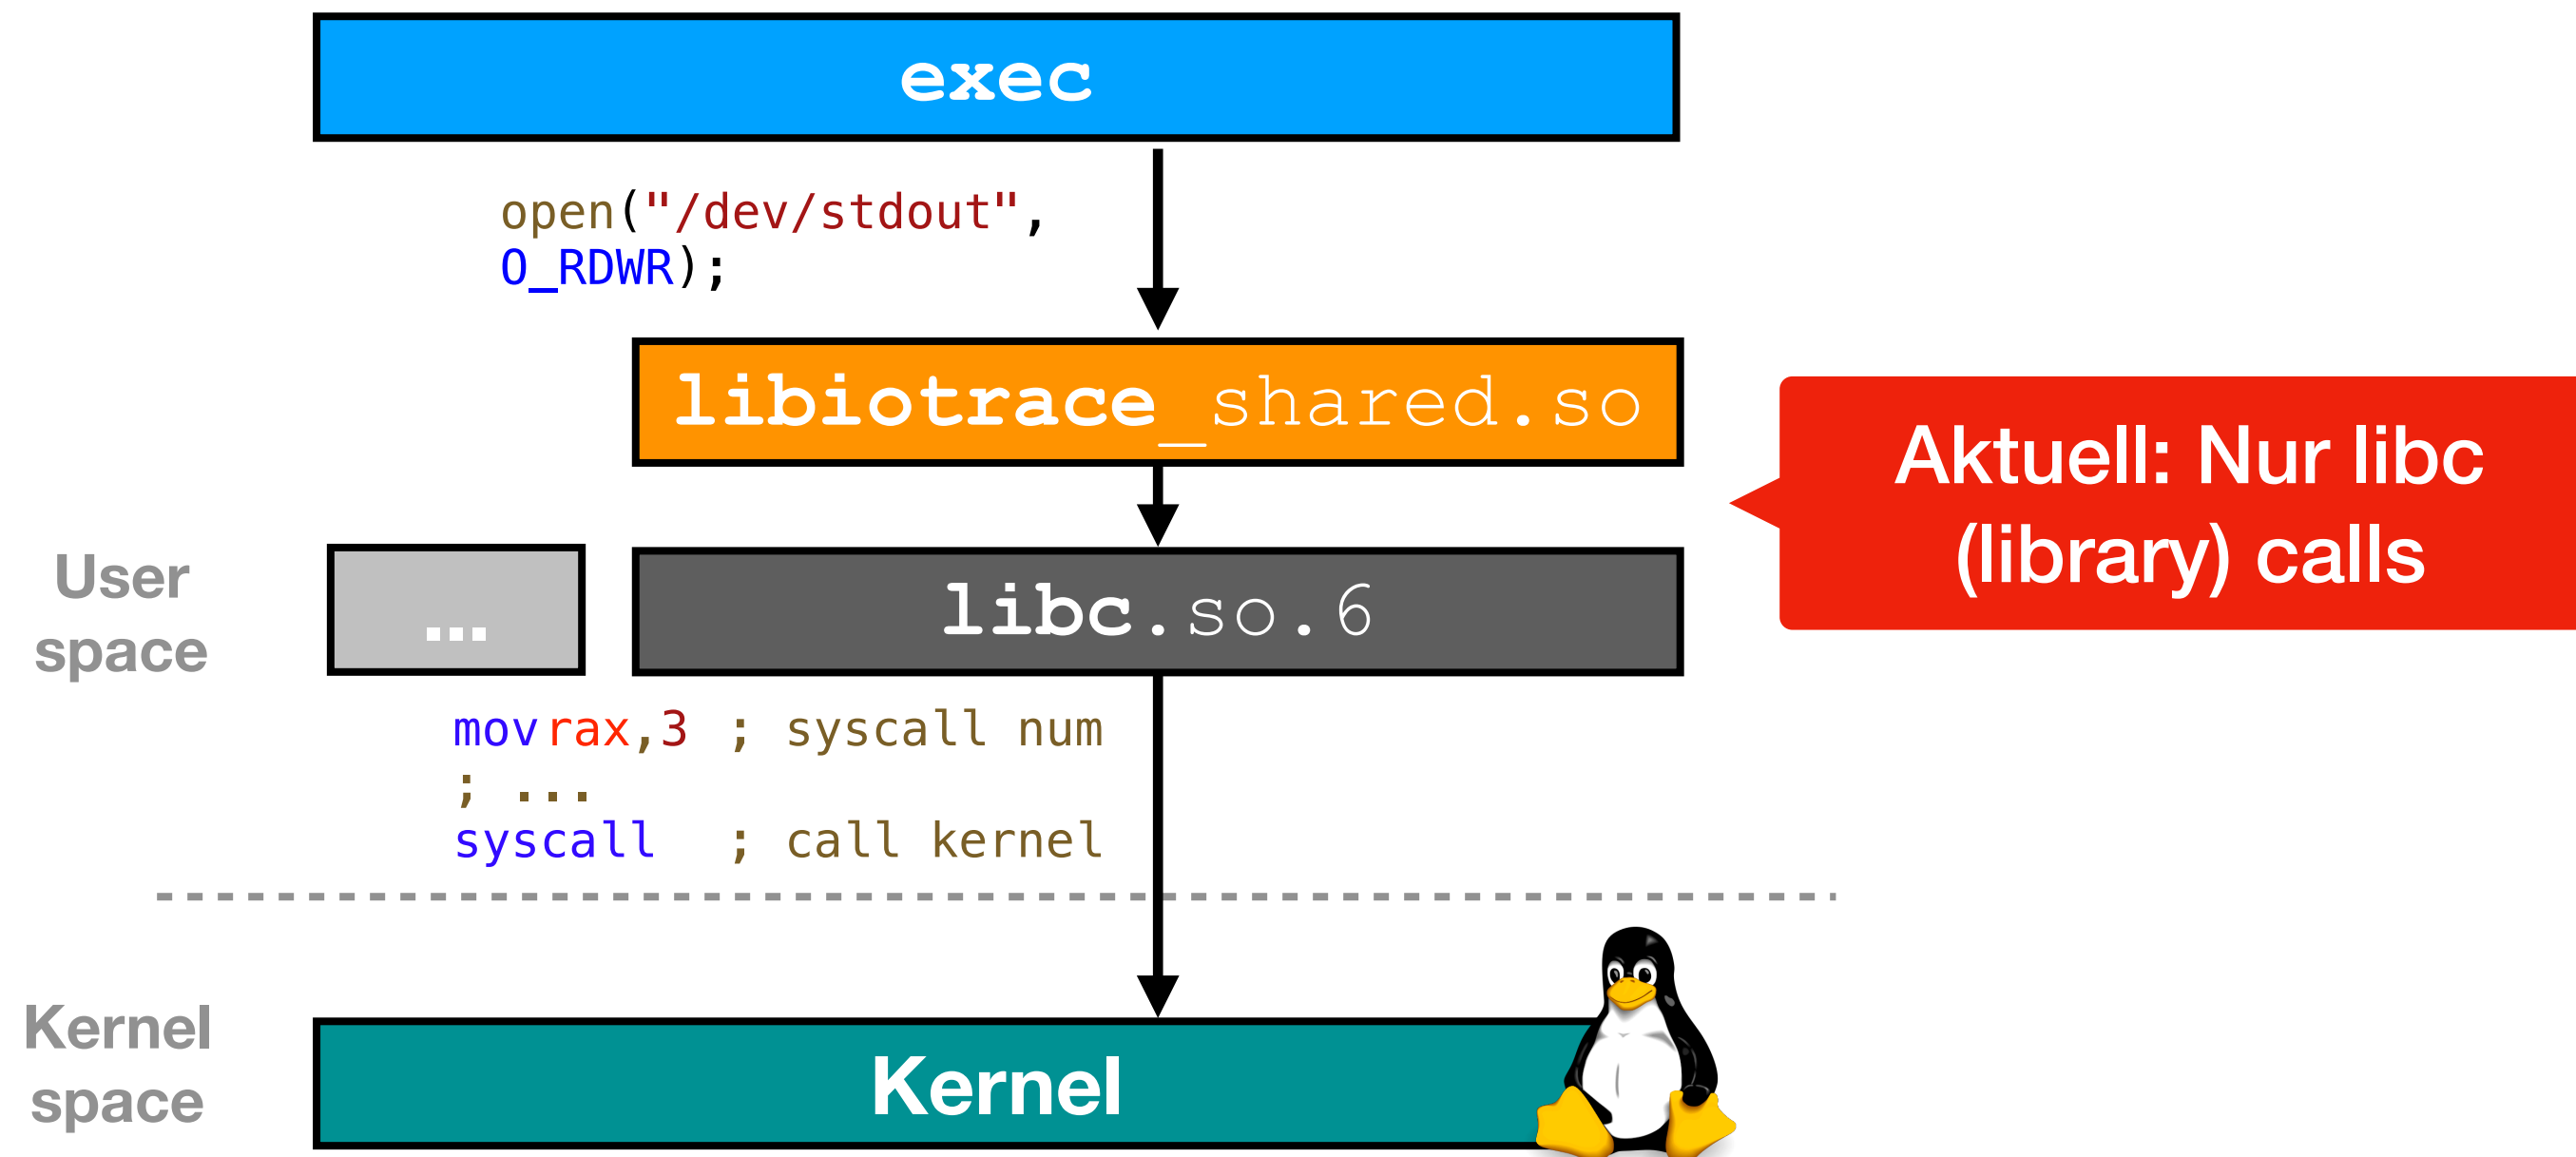 exec
open("/dev/stdout",
O_RDWR);
libiotrace_shared.so
Aktuell: Nur libc
(library) calls
User
space
...
libc.so.6
mov rax,3 ; syscall num
; ...
syscall ; call kernel
Kernel
space
Kernel